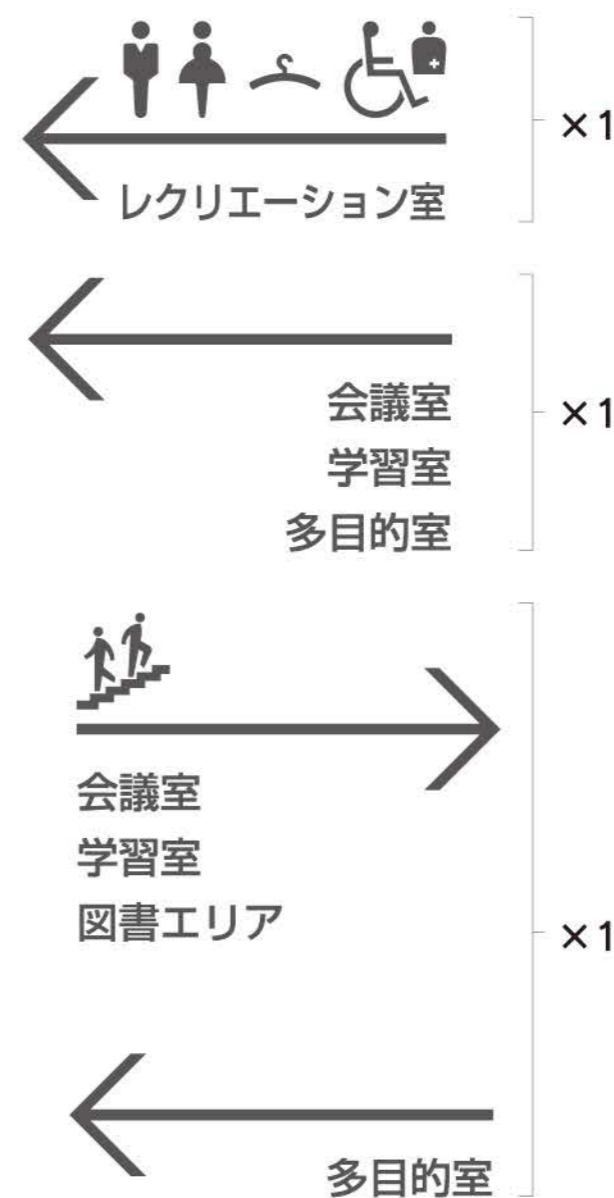 ×1
レクリエーション室
会議室
×1
学習室
多目的室
会議室
学習室
図書エリア
×1
多目的室